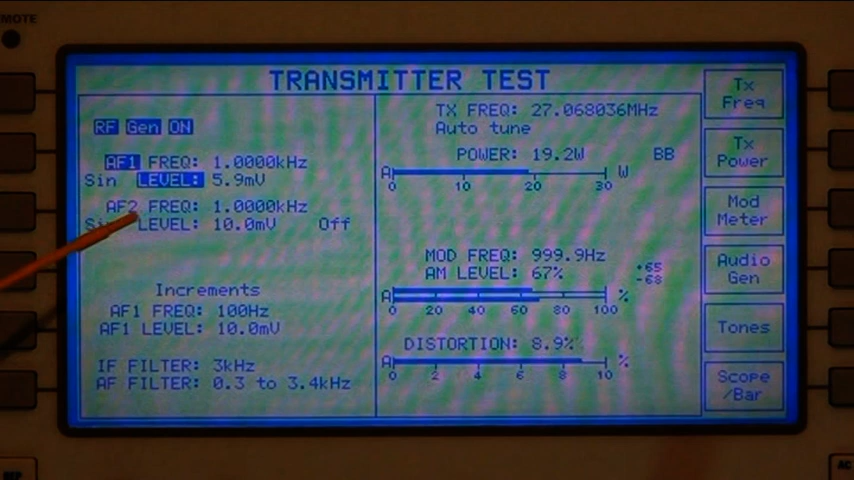 MOTE
TRANSMITTER TEST
RF Gen ON
AF1 FREQ: 1.0000kHz
Sin LEVEL: 5.9mV
AF2 FREQ: 1.0000kHz
LEVEL: 10.0mV Off
Increments
AF1 FREQ: 100Hz
AF1 LEVEL: 10.0mV
IF FILTER: 3kHz
AF FILTER: 0.3 to 3.4kHz
TX FREQ: 27.068036MHz
Auto tune
POWER: 19.2W BB
A W
0 10 20 30
MOD FREQ: 999.9Hz
AM LEVEL: 67% +65
-68
A %
0 20 40 60 80 100
DISTORTION: 8.9%
A %
0 2 4 6 8 10
Tx
Freq
Tx
Power
Mod
Meter
Audio
Gen
Tones
Scope
/Bar
AC